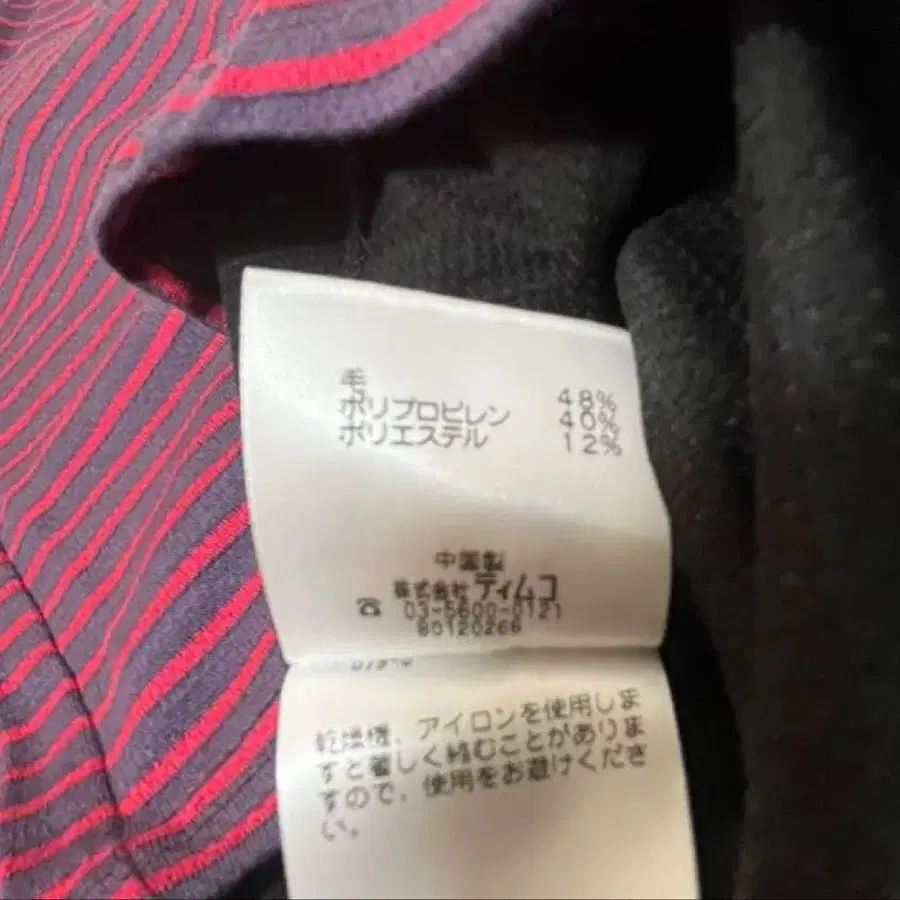 毛 48%
ポリプロピレン 40%
ポリエステル 12%
中国製
株式会社 ティムコ
03-5600-0121
乾燥機、アイロンを使用しま
すと著しく縮むことがありま
すので、使用をお避けくださ
い。